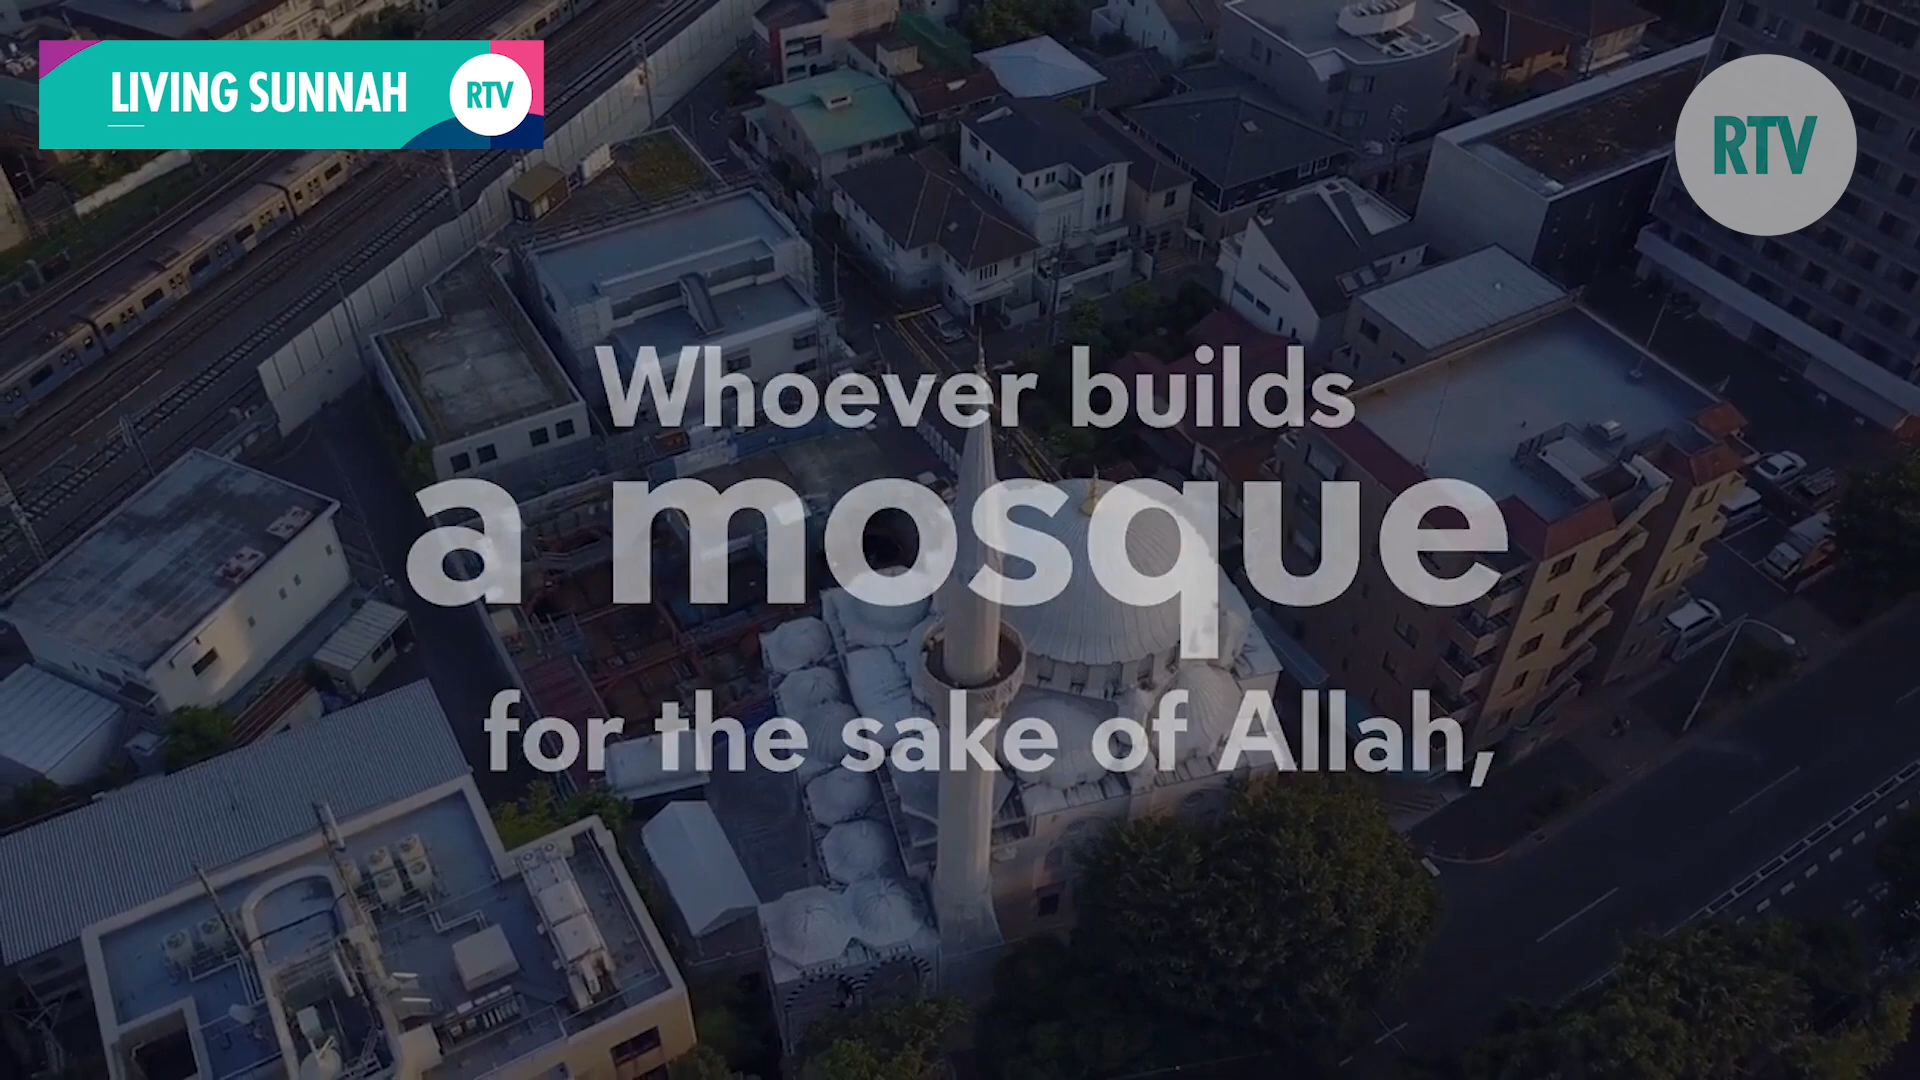 LIVING SUNNAH
RTV
RTV
Whoever builds
a mosque
for the sake of Allah,